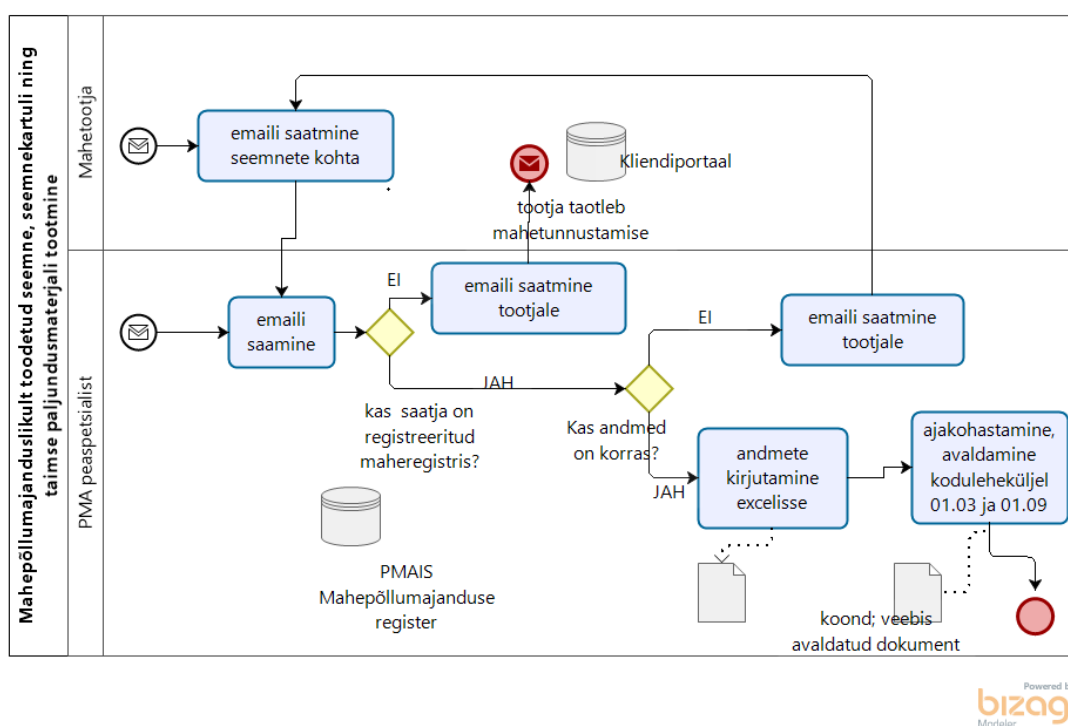 Mahepõllumajanduslikult toodetud seemne, seemnekartuli ning
taimse paljundusmaterjali tootmine
Mahetootja
emaili saatmine
seemnete kohta
Kliendiportaal
tootja taotleb
mahetunnustamise
PMA peaspetsialist
emaili
saamine
EI
emaili saatmine
tootjale
JAH
kas saatja on
registreeritud
maheregistris?
EI
emaili saatmine
tootjale
Kas andmed
on korras?
JAH
andmete
kirjutamine
excelisse
ajakohastamine,
avaldamine
koduleheküljel
01.03 ja 01.09
PMAIS
Mahepõllumajanduse
register
koond; veebis
avaldatud dokument
Powered b
bizag
Modeler